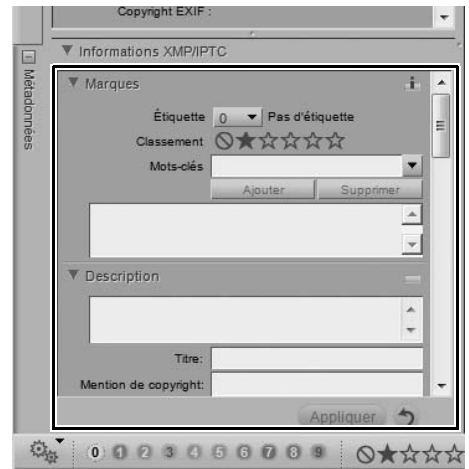 Copyright EXIF :
Informations XMP/IPTC
Métadonnées
Marques
Étiquette 0 Pas d'étiquette
Classement
Mots-clés
Ajouter Supprimer
Description
Titre:
Mention de copyright:
Appliquer
0 1 2 3 4 5 6 7 8 9